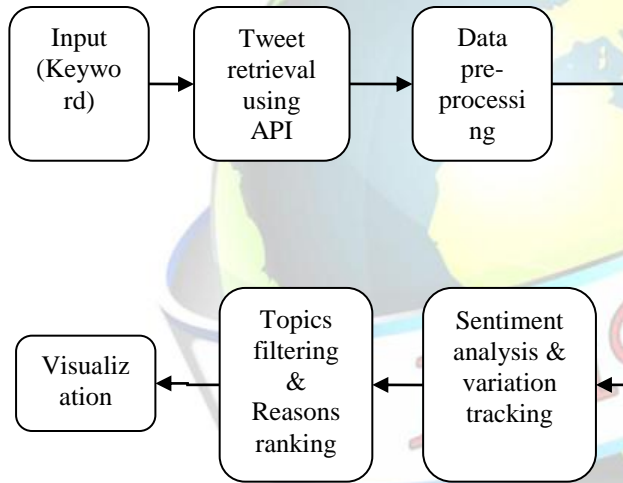 Input
(Keywo
rd)
Tweet
retrieval
using
API
Data
pre-
processi
ng
Sentiment
analysis &
variation
tracking
Topics
filtering
&
Reasons
ranking
Visualiz
ation